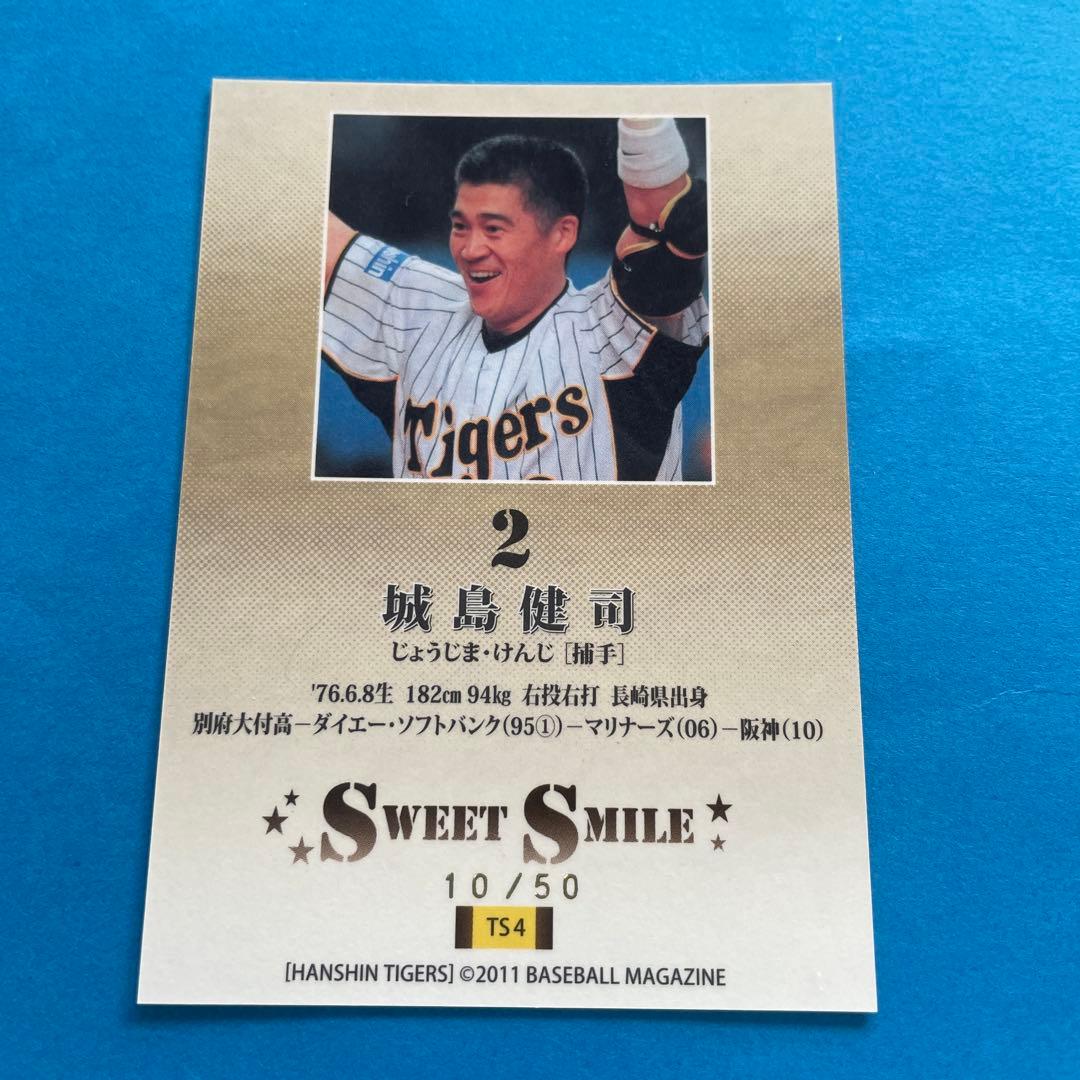 Tigers
2
城島健司
じょうじま・けんじ［捕手］
'76.6.8生 182㎝ 94㎏ 右投右打 長崎県出身
別府大付高－ダイエー・ソフトバンク(95①)－マリナーズ(06)－阪神(10)
SWEET SMILE
10/50
TS4
[HANSHIN TIGERS] ©2011 BASEBALL MAGAZINE